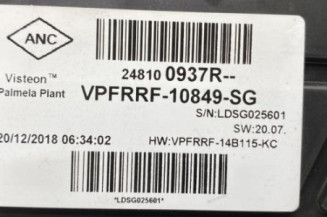 ANC
24810 0937R--
Visteon™
Palmela Plant
VPFRRF-10849-SG
S/N:LDSG025601
SW:20.07.
20/12/2018 06:34:02
HW:VPFRRF-14B115-KC
*LDSG025601*